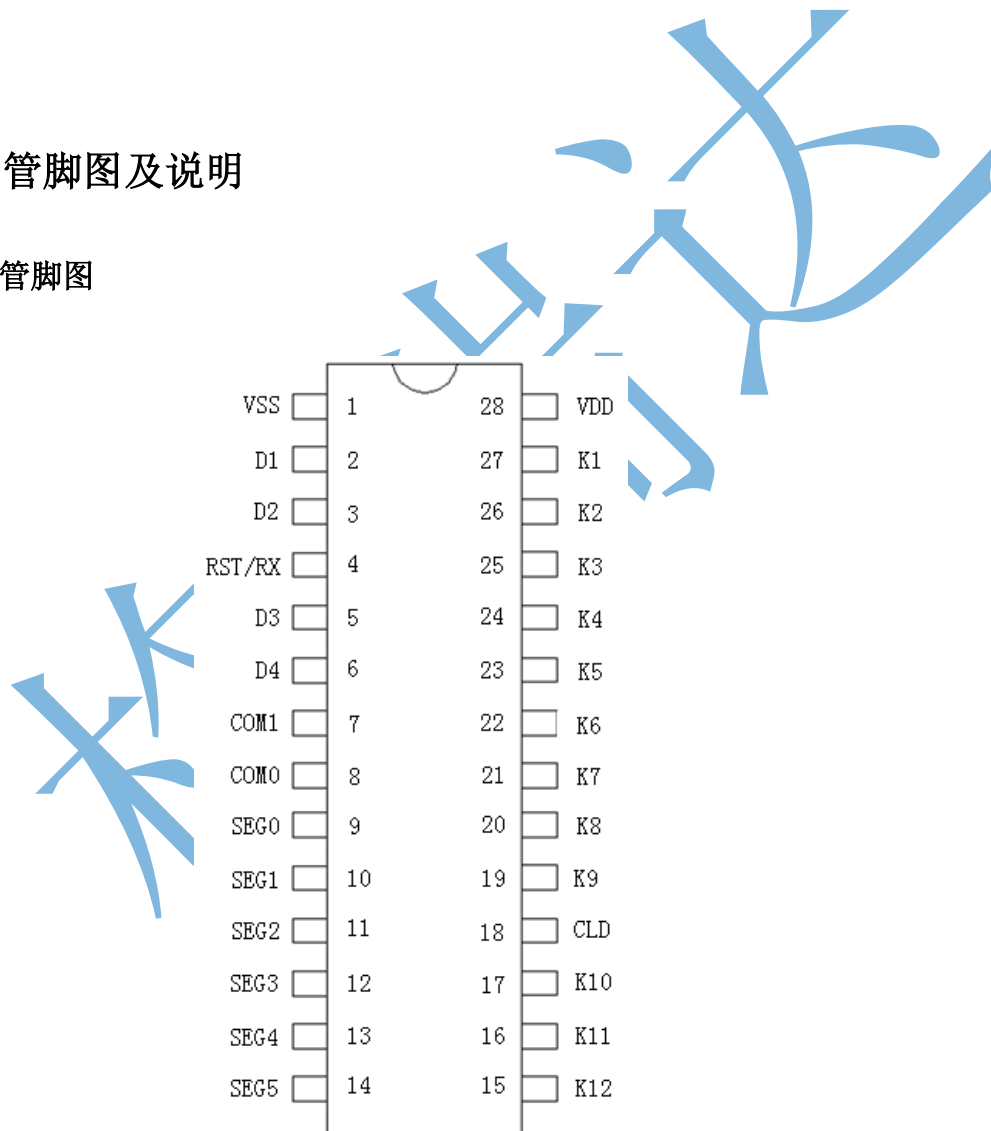 管脚图及说明
管脚图
VSS 1 28 VDD
D1 2 27 K1
D2 3 26 K2
RST/RX 4 25 K3
D3 5 24 K4
D4 6 23 K5
COM1 7 22 K6
COM0 8 21 K7
SEG0 9 20 K8
SEG1 10 19 K9
SEG2 11 18 CLD
SEG3 12 17 K10
SEG4 13 16 K11
SEG5 14 15 K12